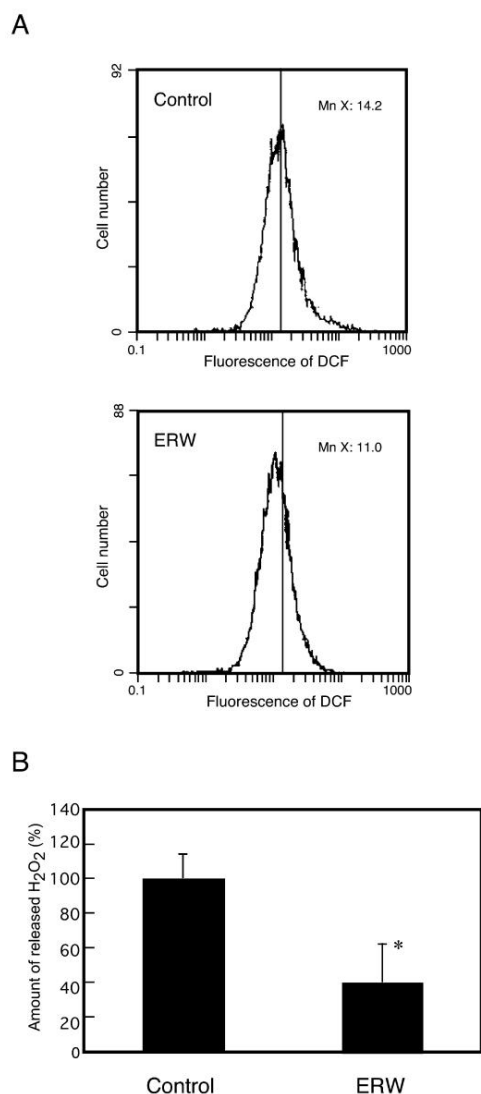 A
92
Control
Mn X: 14.2
Cell number
0
0.1
1000
Fluorescence of DCF
88
ERW
Mn X: 11.0
Cell number
0
0.1
1000
Fluorescence of DCF
B
140
120
100
80
60
40
20
0
Amount of released H₂O₂ (%)
*
Control
ERW